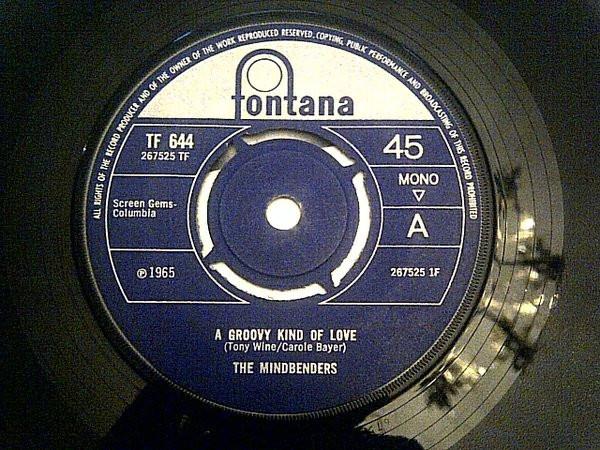 ALL RIGHTS OF THE RECORD PRODUCER AND OF THE OWNER OF THE WORK REPRODUCED RESERVED. COPYING, PUBLIC PERFORMANCE AND BROADCASTING OF THIS RECORD PROHIBITED
fontana
TF 644
267525 TF
45
MONO
Screen Gems-
Columbia
A
℗ 1965
267525 1F
A GROOVY KIND OF LOVE
(Tony Wine/Carole Bayer)
THE MINDBENDERS